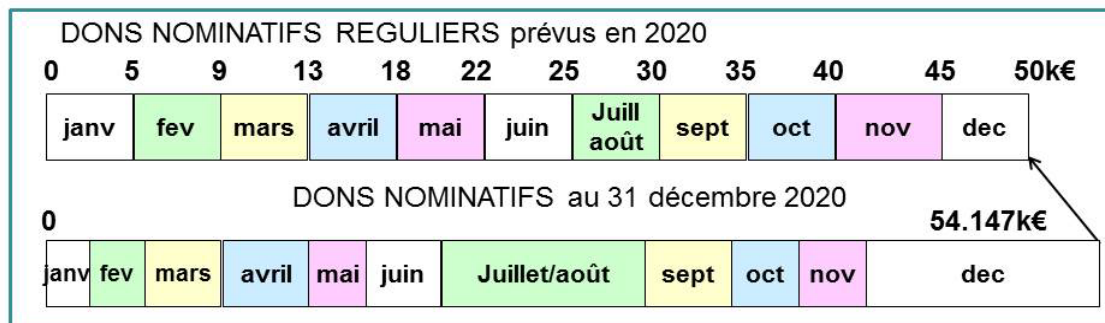 DONS NOMINATIFS REGULIERS prévus en 2020
0 5 9 13 18 22 25 30 35 40 45 50k€
janv fev mars avril mai juin Juill août sept oct nov dec
DONS NOMINATIFS au 31 décembre 2020
0 54.147k€
janv fev mars avril mai juin Juillet/août sept oct nov dec